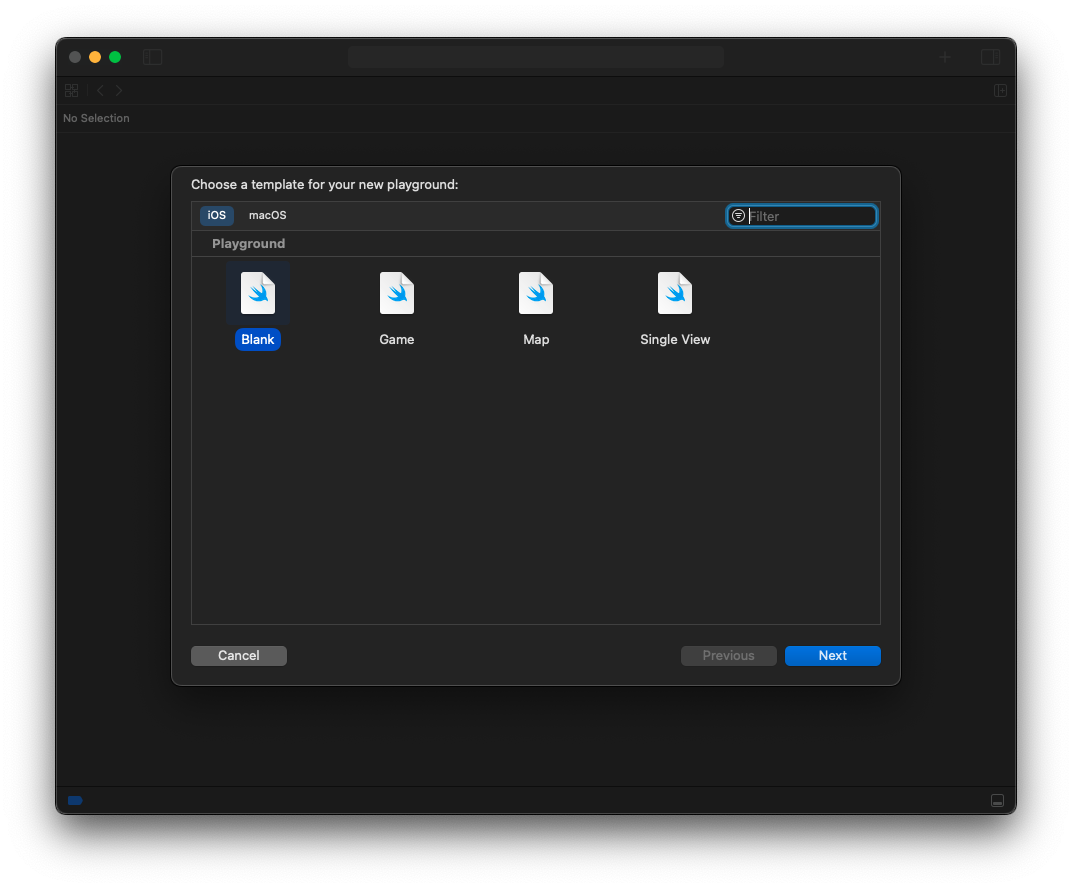 No Selection
Choose a template for your new playground:
iOS macOS Filter
Playground
Blank Game Map Single View
Cancel Previous Next